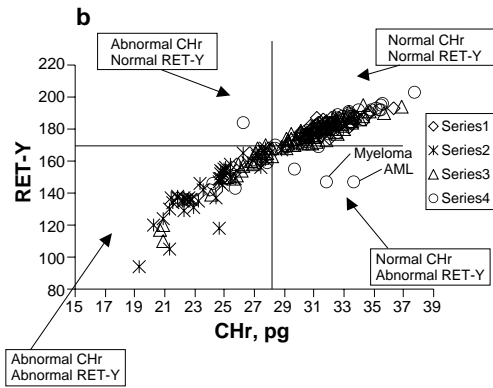 b
Abnormal CHr
Normal RET-Y
Normal CHr
Normal RET-Y
220
200
180
160
140
120
100
80
RET-Y
Myeloma
AML
Series1
Series2
Series3
Series4
Normal CHr
Abnormal RET-Y
15 17 19 21 23 25 27 29 31 33 35 37 39
CHr, pg
Abnormal CHr
Abnormal RET-Y